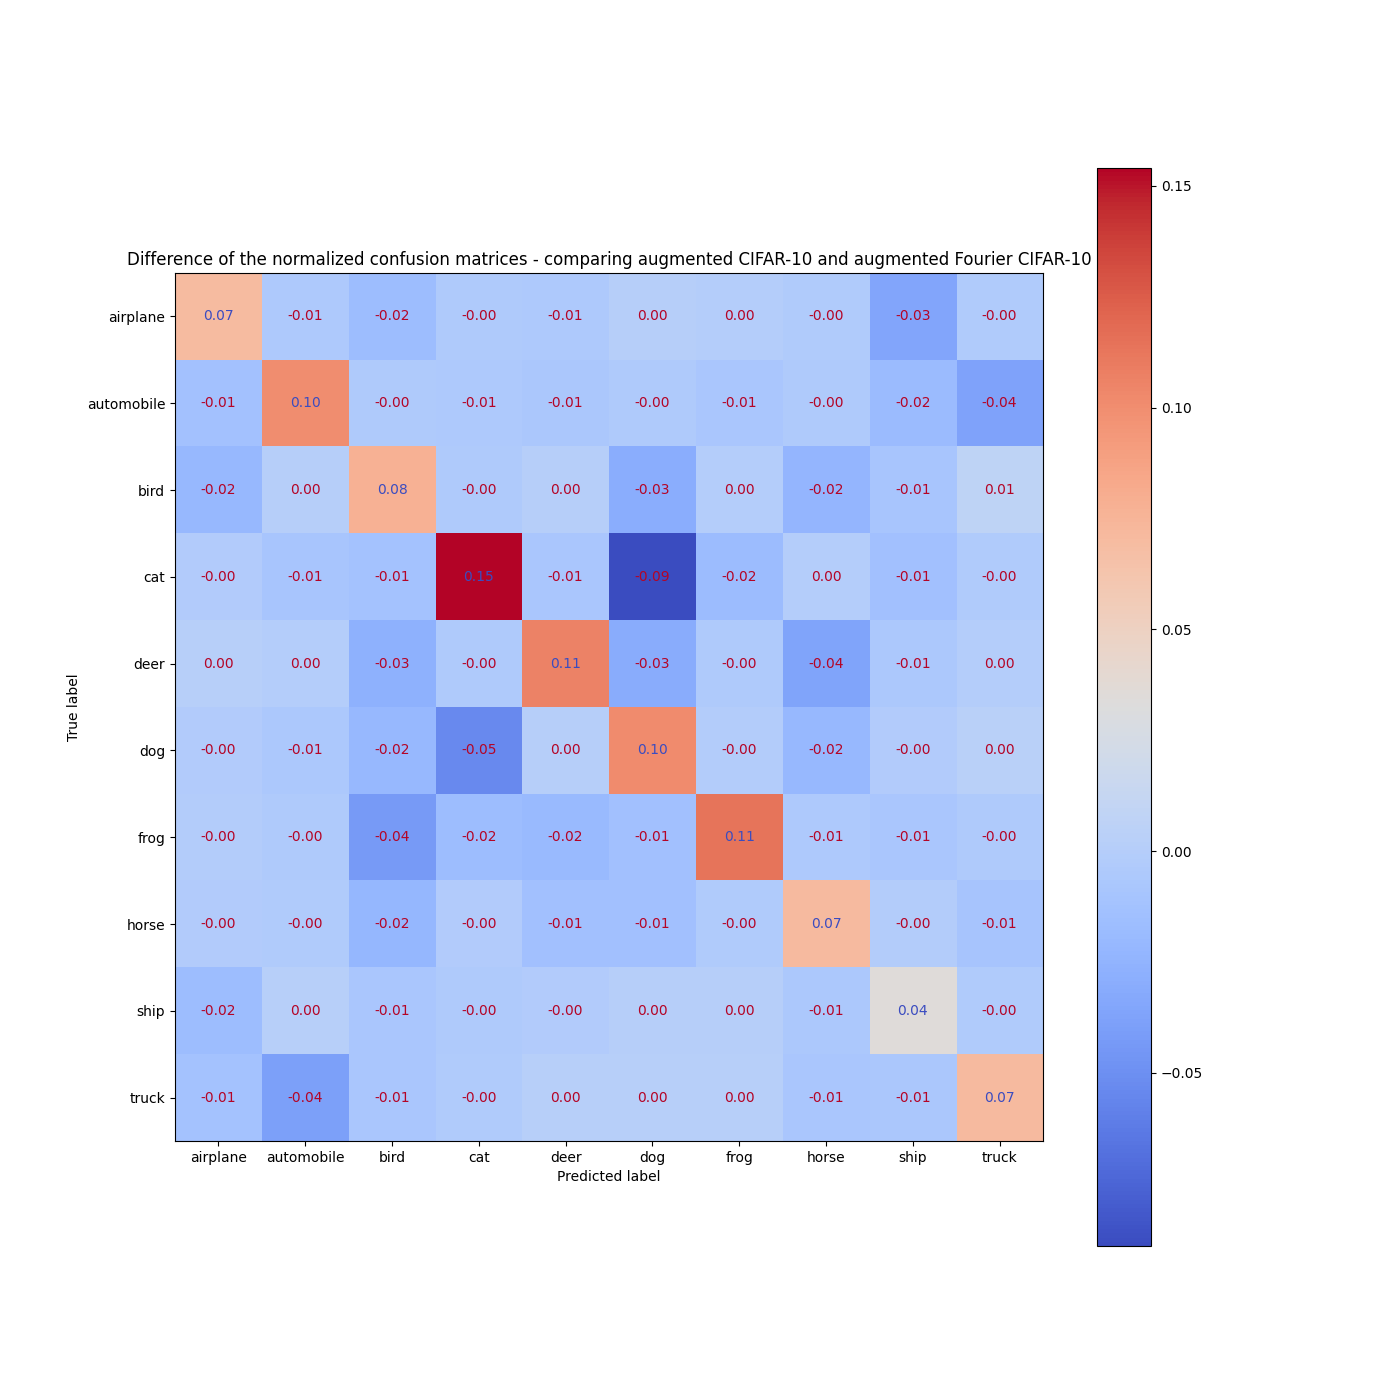 Difference of the normalized confusion matrices - comparing augmented CIFAR-10 and augmented Fourier CIFAR-10
airplane 0.07 -0.01 -0.02 -0.00 -0.01 0.00 0.00 -0.00 -0.03 -0.00
automobile -0.01 0.10 -0.00 -0.01 -0.01 -0.00 -0.01 -0.00 -0.02 -0.04
bird -0.02 0.00 0.08 -0.00 0.00 -0.03 0.00 -0.02 -0.01 0.01
cat -0.00 -0.01 -0.01 0.15 -0.01 -0.09 -0.02 0.00 -0.01 -0.00
deer 0.00 0.00 -0.03 -0.00 0.11 -0.03 -0.00 -0.04 -0.01 0.00
dog -0.00 -0.01 -0.02 -0.05 0.00 0.10 -0.00 -0.02 -0.00 0.00
frog -0.00 -0.00 -0.04 -0.02 -0.02 -0.01 0.11 -0.01 -0.01 -0.00
horse -0.00 -0.00 -0.02 -0.00 -0.01 -0.01 -0.00 0.07 -0.00 -0.01
ship -0.02 0.00 -0.01 -0.00 -0.00 0.00 0.00 -0.01 0.04 -0.00
truck -0.01 -0.04 -0.01 -0.00 0.00 0.00 0.00 -0.01 -0.01 0.07
airplane automobile bird cat deer dog frog horse ship truck
Predicted label
True label
0.15
0.10
0.05
0.00
−0.05